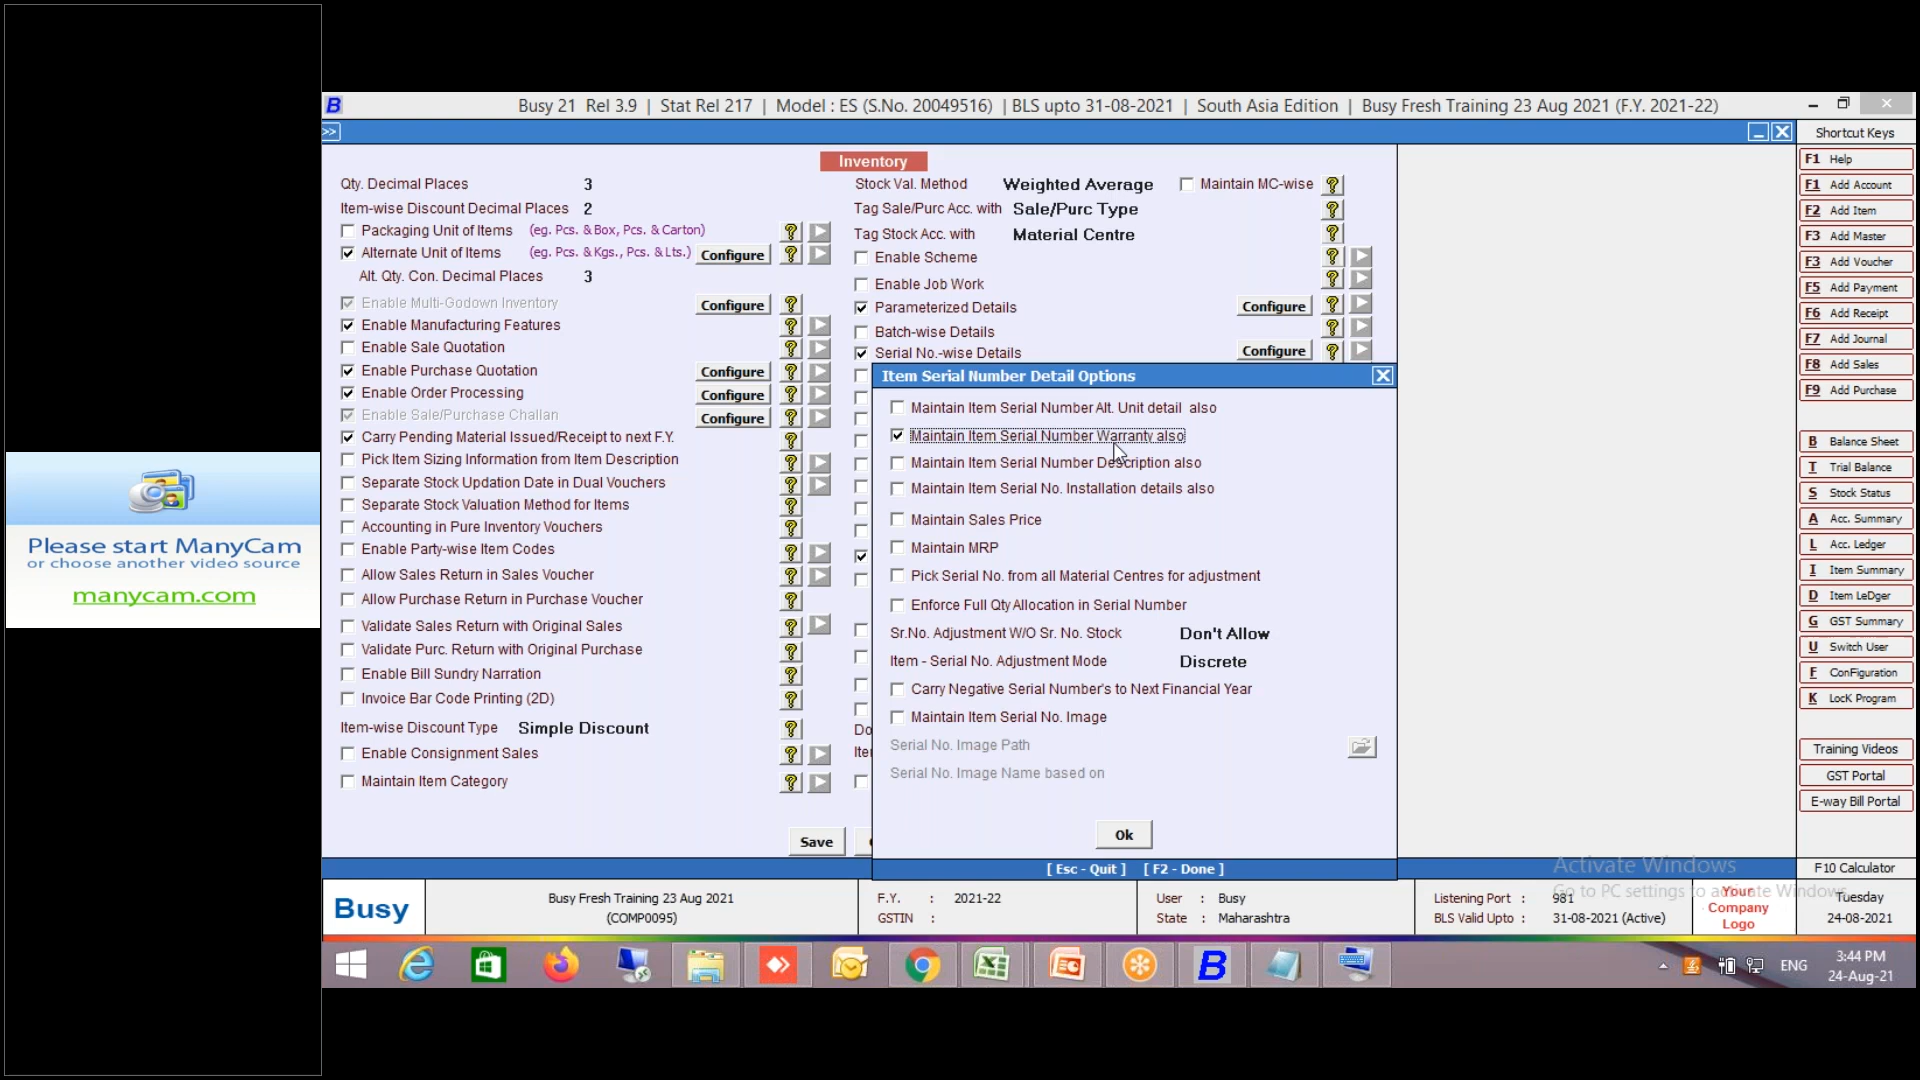 B Busy 21 Rel 3.9 | Stat Rel 217 | Model : ES (S.No. 20049516) | BLS upto 31-08-2021 | South Asia Edition | Busy Fresh Training 23 Aug 2021 (F.Y. 2021-22)
>>
Shortcut Keys
Inventory
Qty. Decimal Places 3
Item-wise Discount Decimal Places 2
Packaging Unit of Items (eg. Pcs. & Box, Pcs. & Carton)
Alternate Unit of Items (eg. Pcs. & Kgs., Pcs. & Lts.) Configure
Alt. Qty. Con. Decimal Places 3
Enable Multi-Godown Inventory Configure
Enable Manufacturing Features
Enable Sale Quotation
Enable Purchase Quotation Configure
Enable Order Processing Configure
Enable Sale/Purchase Challan Configure
Carry Pending Material Issued/Receipt to next F.Y.
Pick Item Sizing Information from Item Description
Separate Stock Updation Date in Dual Vouchers
Separate Stock Valuation Method for Items
Accounting in Pure Inventory Vouchers
Enable Party-wise Item Codes
Allow Sales Return in Sales Voucher
Allow Purchase Return in Purchase Voucher
Validate Sales Return with Original Sales
Validate Purc. Return with Original Purchase
Enable Bill Sundry Narration
Invoice Bar Code Printing (2D)
Item-wise Discount Type Simple Discount
Enable Consignment Sales
Maintain Item Category
Save
Stock Val. Method Weighted Average Maintain MC-wise
Tag Sale/Purc Acc. with Sale/Purc Type
Tag Stock Acc. with Material Centre
Enable Scheme
Enable Job Work
Parameterized Details Configure
Batch-wise Details
Serial No.-wise Details Configure
Do
Ite
Item Serial Number Detail Options
Maintain Item Serial Number Alt. Unit detail also
Maintain Item Serial Number Warranty also
Maintain Item Serial Number Description also
Maintain Item Serial No. Installation details also
Maintain Sales Price
Maintain MRP
Pick Serial No. from all Material Centres for adjustment
Enforce Full Qty Allocation in Serial Number
Sr.No. Adjustment W/O Sr. No. Stock Don't Allow
Item - Serial No. Adjustment Mode Discrete
Carry Negative Serial Number's to Next Financial Year
Maintain Item Serial No. Image
Serial No. Image Path
Serial No. Image Name based on
Ok
[ Esc - Quit ] [ F2 - Done ]
F1 Help
F1 Add Account
F2 Add Item
F3 Add Master
F3 Add Voucher
F5 Add Payment
F6 Add Receipt
F7 Add Journal
F8 Add Sales
F9 Add Purchase
B Balance Sheet
T Trial Balance
S Stock Status
A Acc. Summary
L Acc. Ledger
I Item Summary
D Item LeDger
G GST Summary
U Switch User
F ConFiguration
K LocK Program
Training Videos
GST Portal
E-way Bill Portal
F10 Calculator
Activate Windows
Go to PC settings to activate Windows.
Busy
Busy Fresh Training 23 Aug 2021
(COMP0095)
F.Y. : 2021-22
GSTIN :
User : Busy
State : Maharashtra
Listening Port : 981
BLS Valid Upto : 31-08-2021 (Active)
Your
Company
Logo
Tuesday
24-08-2021
ENG
3:44 PM
24-Aug-21
Please start ManyCam
or choose another video source
manycam.com